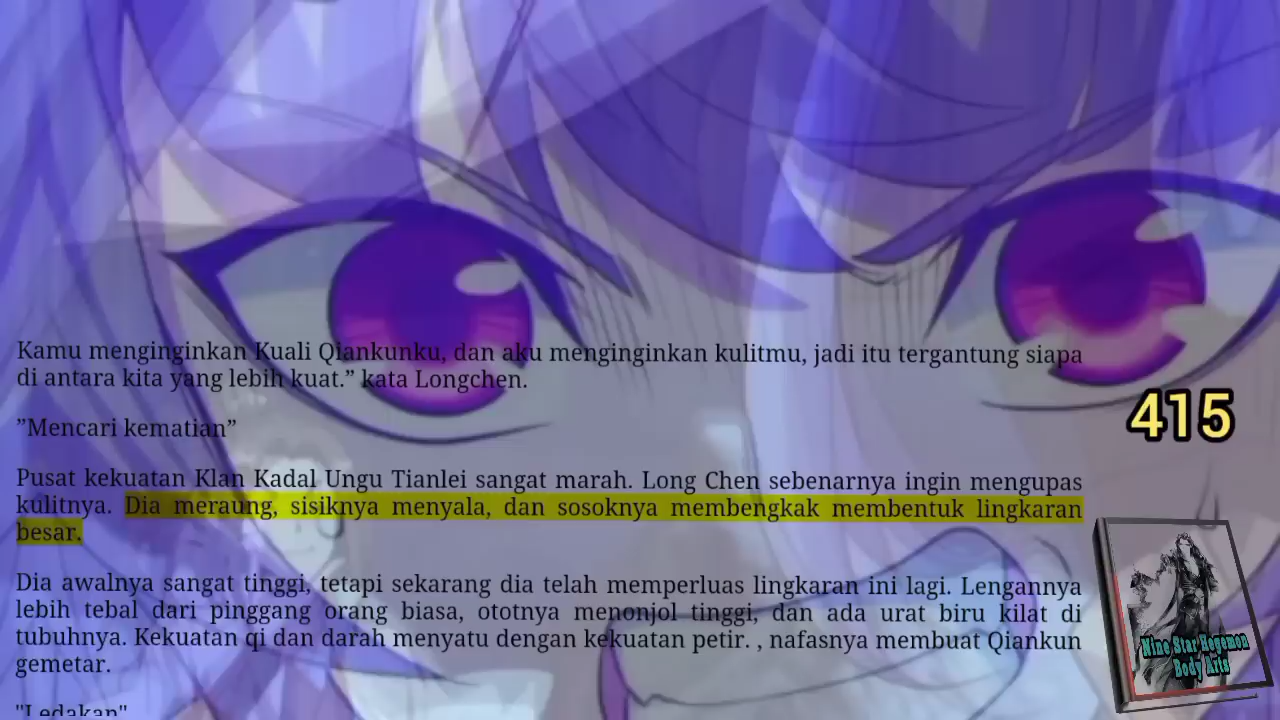 Kamu menginginkan Kuali Qiankunku, dan aku menginginkan kulitmu, jadi itu tergantung siapa
di antara kita yang lebih kuat.” kata Longchen.
”Mencari kematian”
415
Pusat kekuatan Klan Kadal Ungu Tianlei sangat marah. Long Chen sebenarnya ingin mengupas
kulitnya. Dia meraung, sisiknya menyala, dan sosoknya membengkak membentuk lingkaran
besar.
Dia awalnya sangat tinggi, tetapi sekarang dia telah memperluas lingkaran ini lagi. Lengannya
lebih tebal dari pinggang orang biasa, ototnya menonjol tinggi, dan ada urat biru kilat di
tubuhnya. Kekuatan qi dan darah menyatu dengan kekuatan petir. , nafasnya membuat Qiankun
gemetar.
"Ledakan"
Nine Star Hegemon
Body Arts